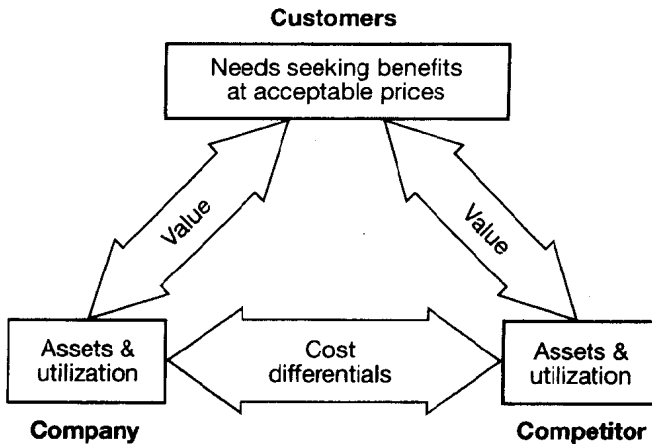 Customers
Needs seeking benefits
at acceptable prices
Value
Value
Assets &
utilization
Cost
differentials
Assets &
utilization
Company
Competitor